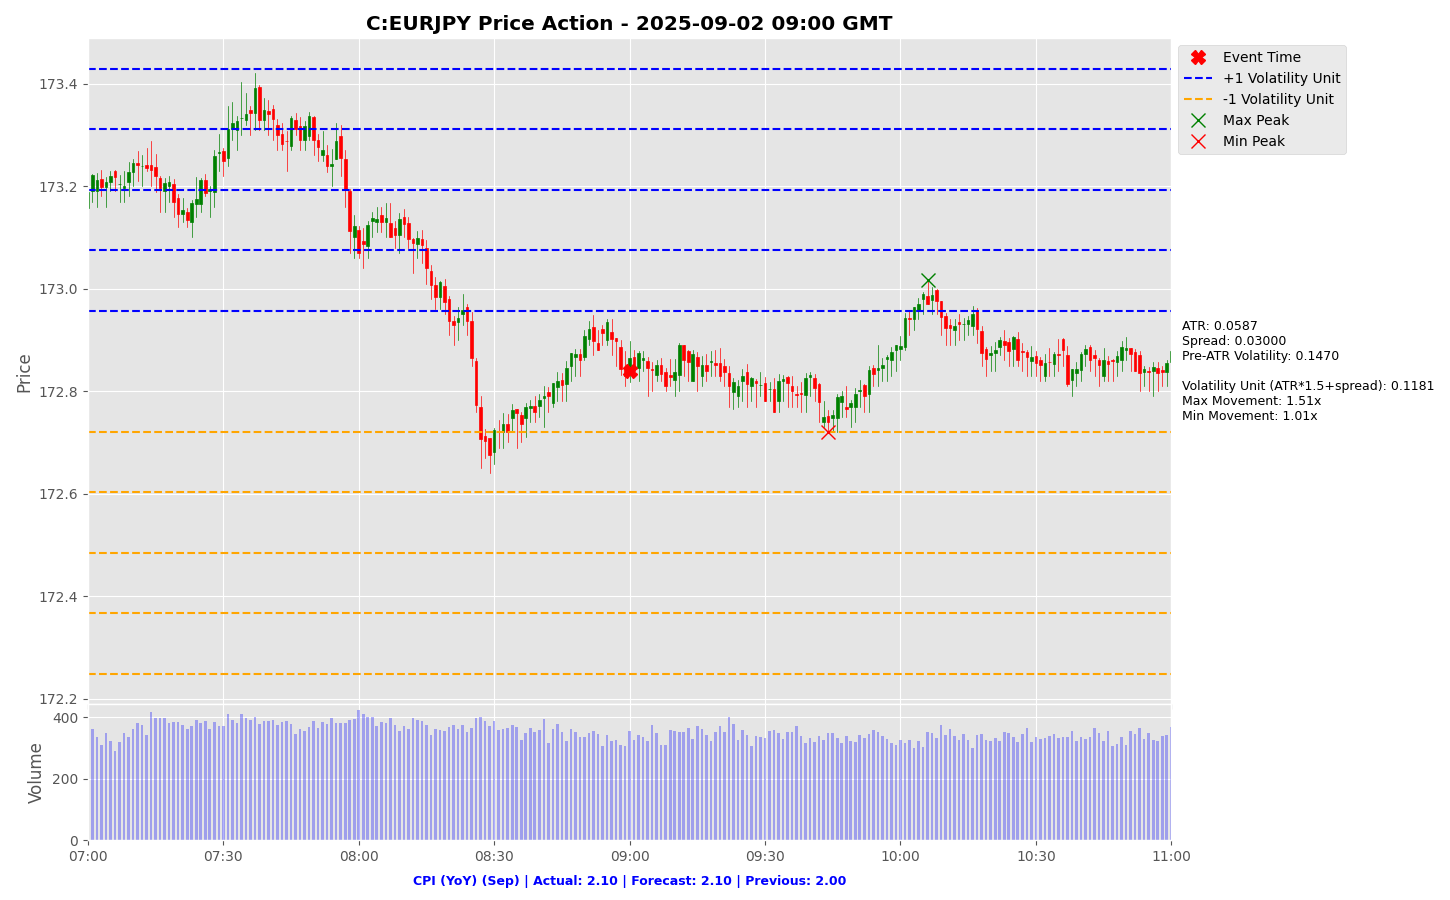 C:EURJPY Price Action - 2025-09-02 09:00 GMT
Event Time
+1 Volatility Unit
-1 Volatility Unit
Max Peak
Min Peak
Price
173.4
173.2
173.0
172.8
172.6
172.4
172.2
ATR: 0.0587
Spread: 0.03000
Pre-ATR Volatility: 0.1470
Volatility Unit (ATR*1.5+spread): 0.1181
Max Movement: 1.51x
Min Movement: 1.01x
Volume
400
200
0
07:00 07:30 08:00 08:30 09:00 09:30 10:00 10:30 11:00
CPI (YoY) (Sep) | Actual: 2.10 | Forecast: 2.10 | Previous: 2.00